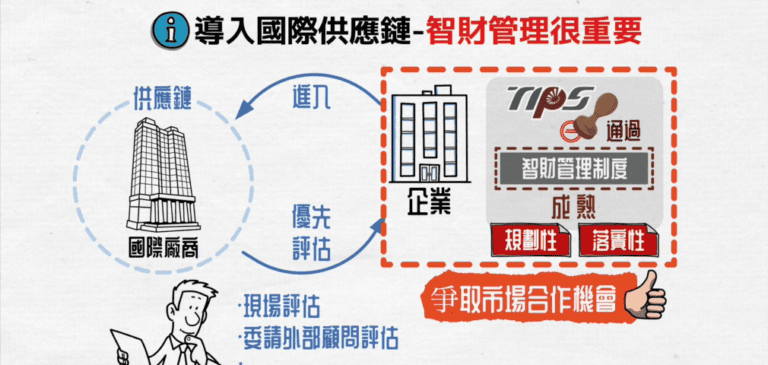 導入國際供應鏈-智財管理很重要
供應鏈
進入
TIPS
通過
智財管理制度
成熟
規劃性
落實性
企業
國際廠商
優先
評估
爭取市場合作機會
·現場評估
·委請外部顧問評估